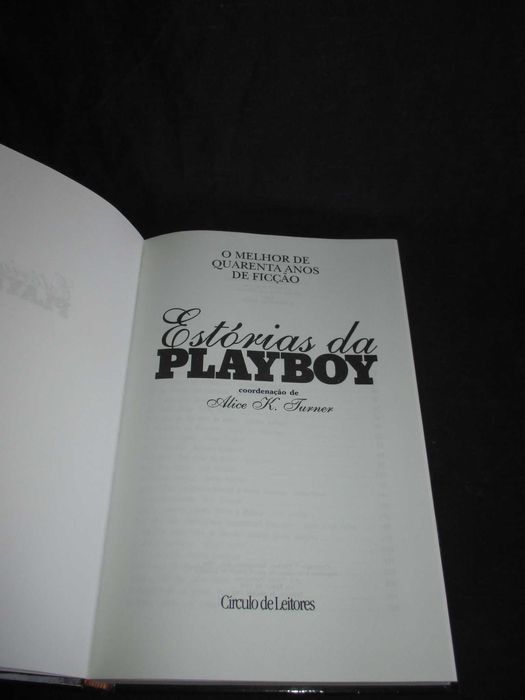 O MELHOR DE
QUARENTA ANOS
DE FICÇÃO
Estórias da
PLAYBOY
coordenação de
Alice K. Turner
Círculo de Leitores